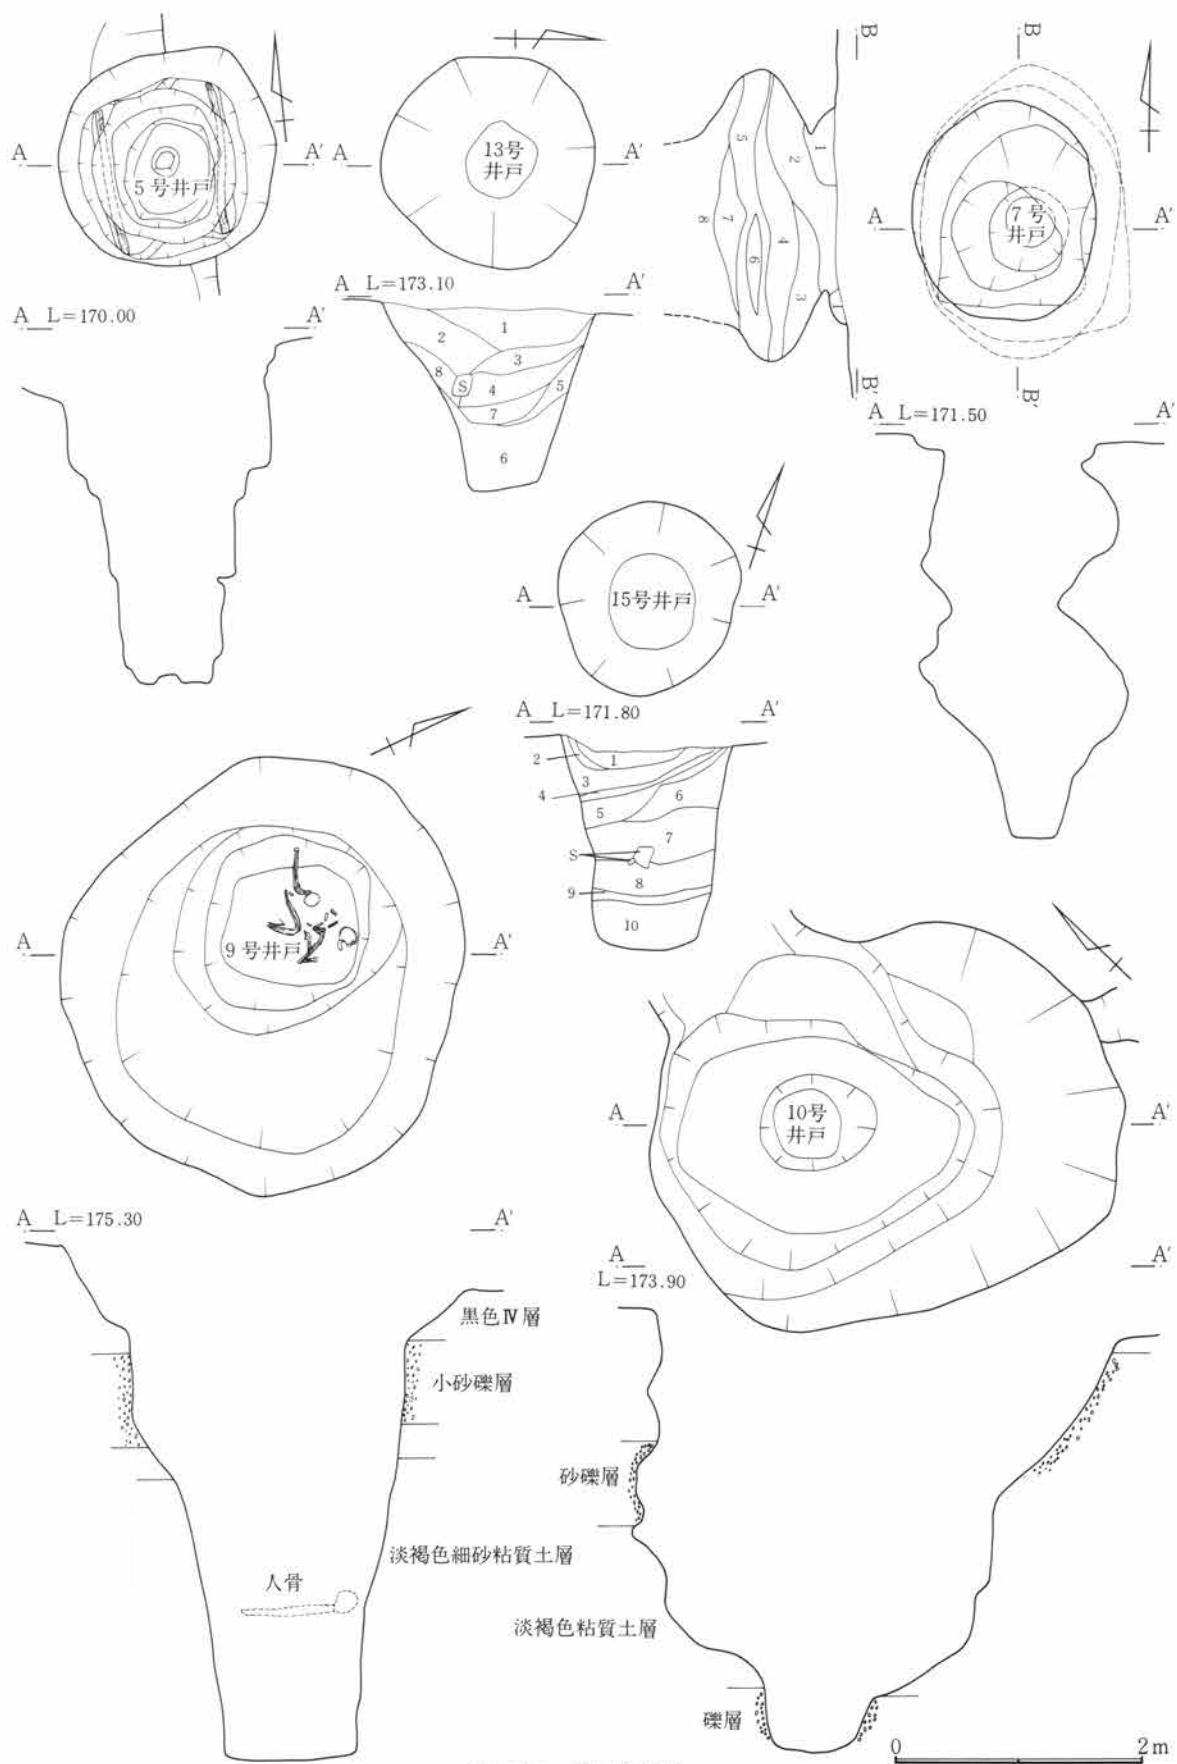 A
A'
5号井戸
A L=170.00
A'
A
A'
13号
井戸
A L=173.10
A'
1
2
3
8
S
4
5
7
6
B
B'
1
2
5
3
4
6
7
8
B
B'
A
A'
7号
井戸
A L=171.50
A'
A
A'
15号井戸
A L=171.80
A'
1
2
3
4
5
6
7
S
8
9
10
A
A'
9号井戸
A L=175.30
A'
黒色Ⅳ層
小砂礫層
淡褐色細砂粘質土層
人骨
A
A'
10号
井戸
A
A'
L=173.90
砂礫層
淡褐色粘質土層
礫層
0
2m